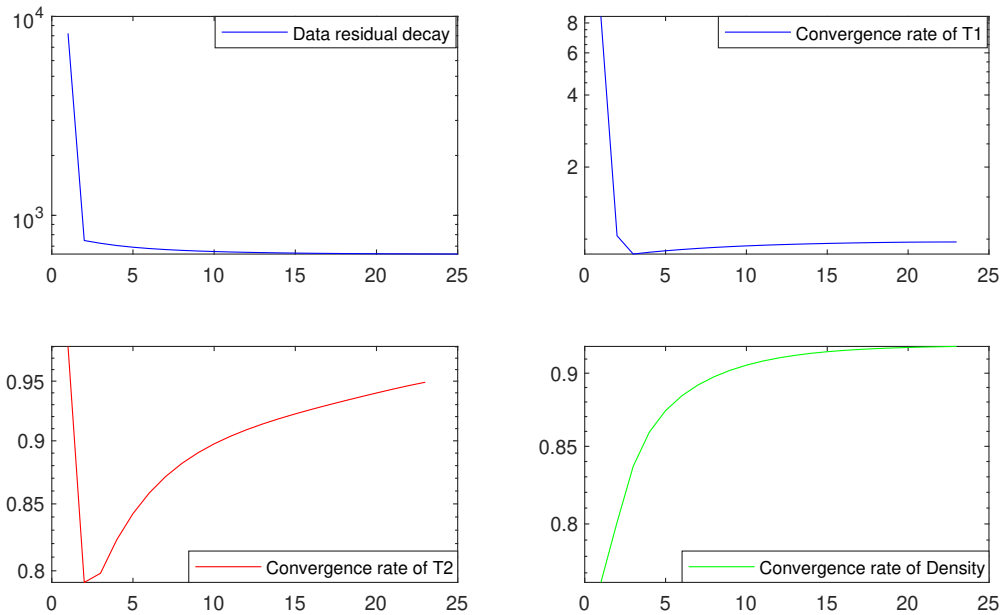 10^4
10^3
Data residual decay
0 5 10 15 20 25
8
6
4
2
Convergence rate of T1
0 5 10 15 20 25
0.95
0.9
0.85
0.8
Convergence rate of T2
0 5 10 15 20 25
0.9
0.85
0.8
Convergence rate of Density
0 5 10 15 20 25